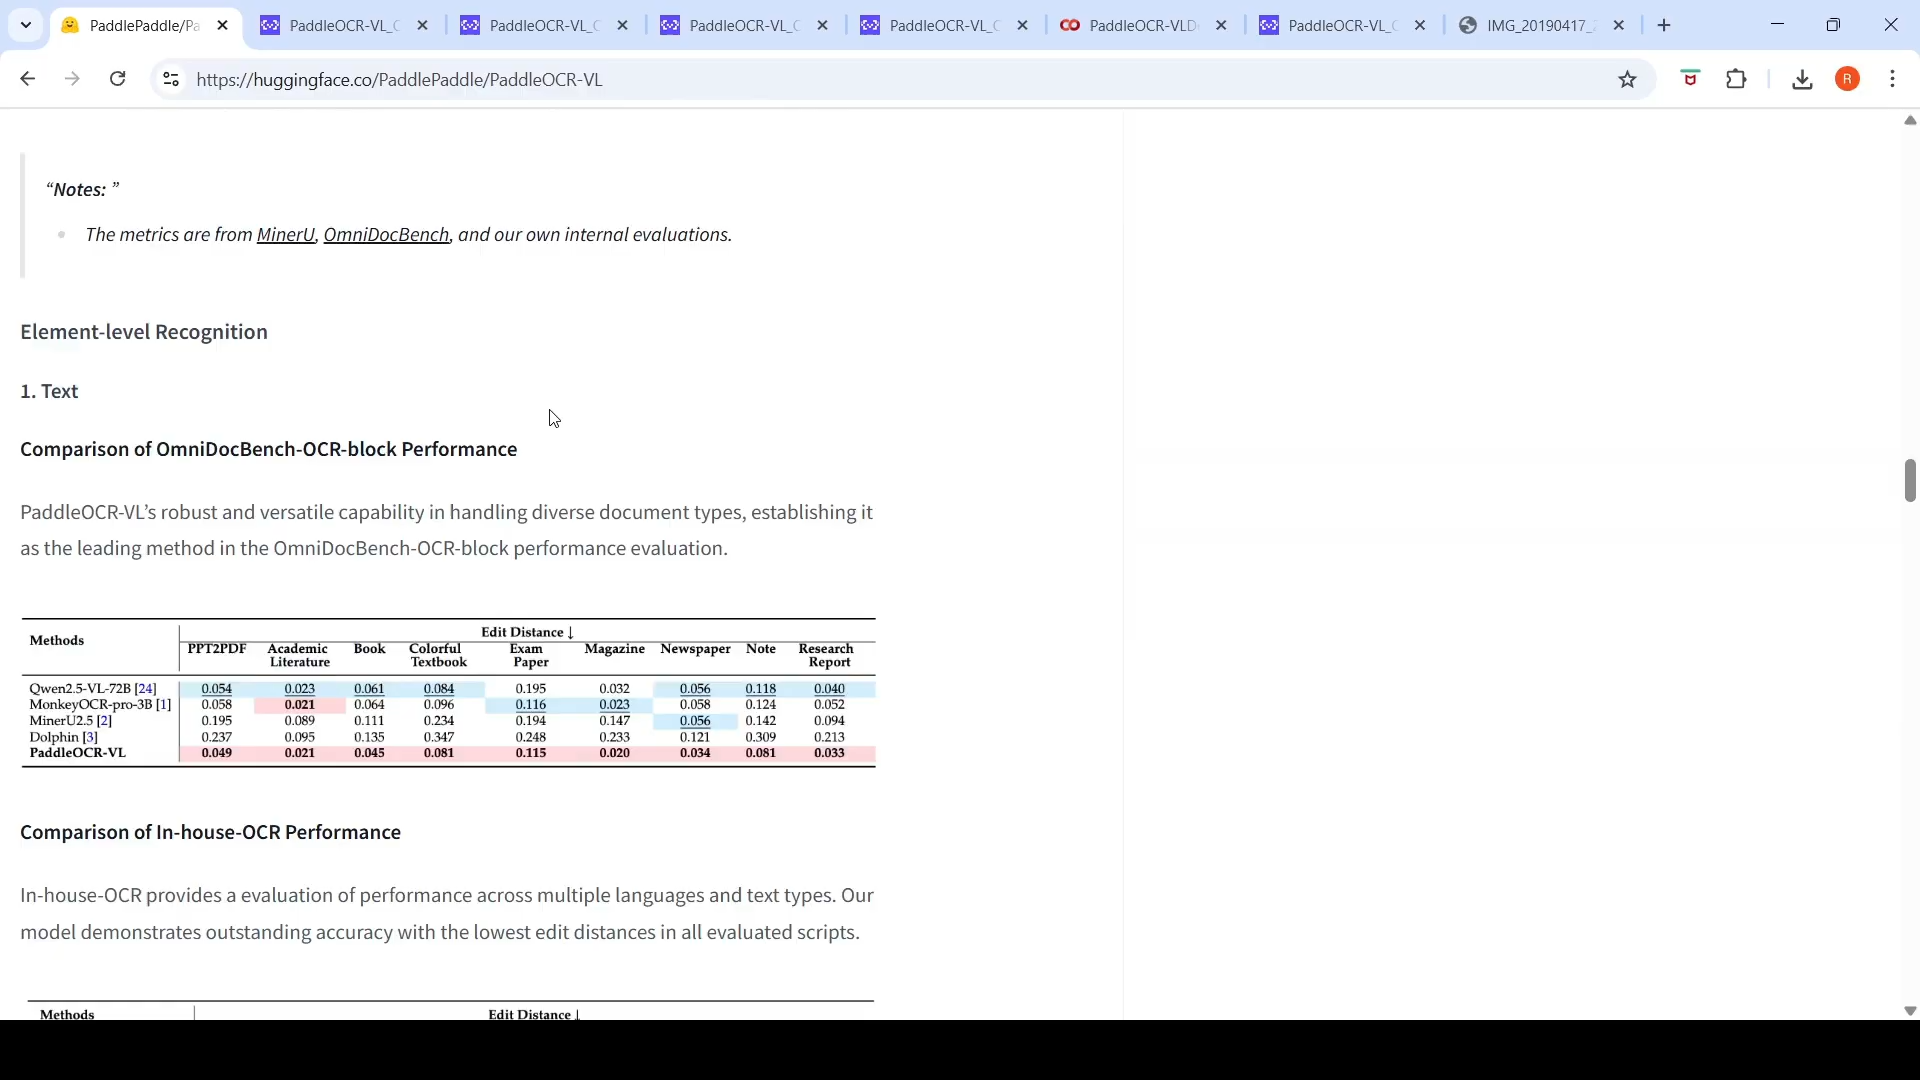 PaddlePaddle/Pa
PaddleOCR-VL_C
PaddleOCR-VL_C
PaddleOCR-VL_C
PaddleOCR-VL_C
PaddleOCR-VLD
PaddleOCR-VL_C
IMG_20190417_
https://huggingface.co/PaddlePaddle/PaddleOCR-VL
R
“Notes: ”
The metrics are from MinerU, OmniDocBench, and our own internal evaluations.
Element-level Recognition
1. Text
Comparison of OmniDocBench-OCR-block Performance
PaddleOCR-VL’s robust and versatile capability in handling diverse document types, establishing it
as the leading method in the OmniDocBench-OCR-block performance evaluation.
Methods Edit Distance ↓
PPT2PDF Academic Literature Book Colorful Textbook Exam Paper Magazine Newspaper Note Research Report
Qwen2.5-VL-72B [24] 0.054 0.023 0.061 0.084 0.195 0.032 0.056 0.118 0.040
MonkeyOCR-pro-3B [1] 0.058 0.021 0.064 0.096 0.116 0.023 0.058 0.124 0.052
MinerU2.5 [2] 0.195 0.089 0.111 0.234 0.194 0.147 0.056 0.142 0.094
Dolphin [3] 0.237 0.095 0.135 0.347 0.248 0.233 0.121 0.309 0.213
PaddleOCR-VL 0.049 0.021 0.045 0.081 0.115 0.020 0.034 0.081 0.033
Comparison of In-house-OCR Performance
In-house-OCR provides a evaluation of performance across multiple languages and text types. Our
model demonstrates outstanding accuracy with the lowest edit distances in all evaluated scripts.
Methods Edit Distance ↓